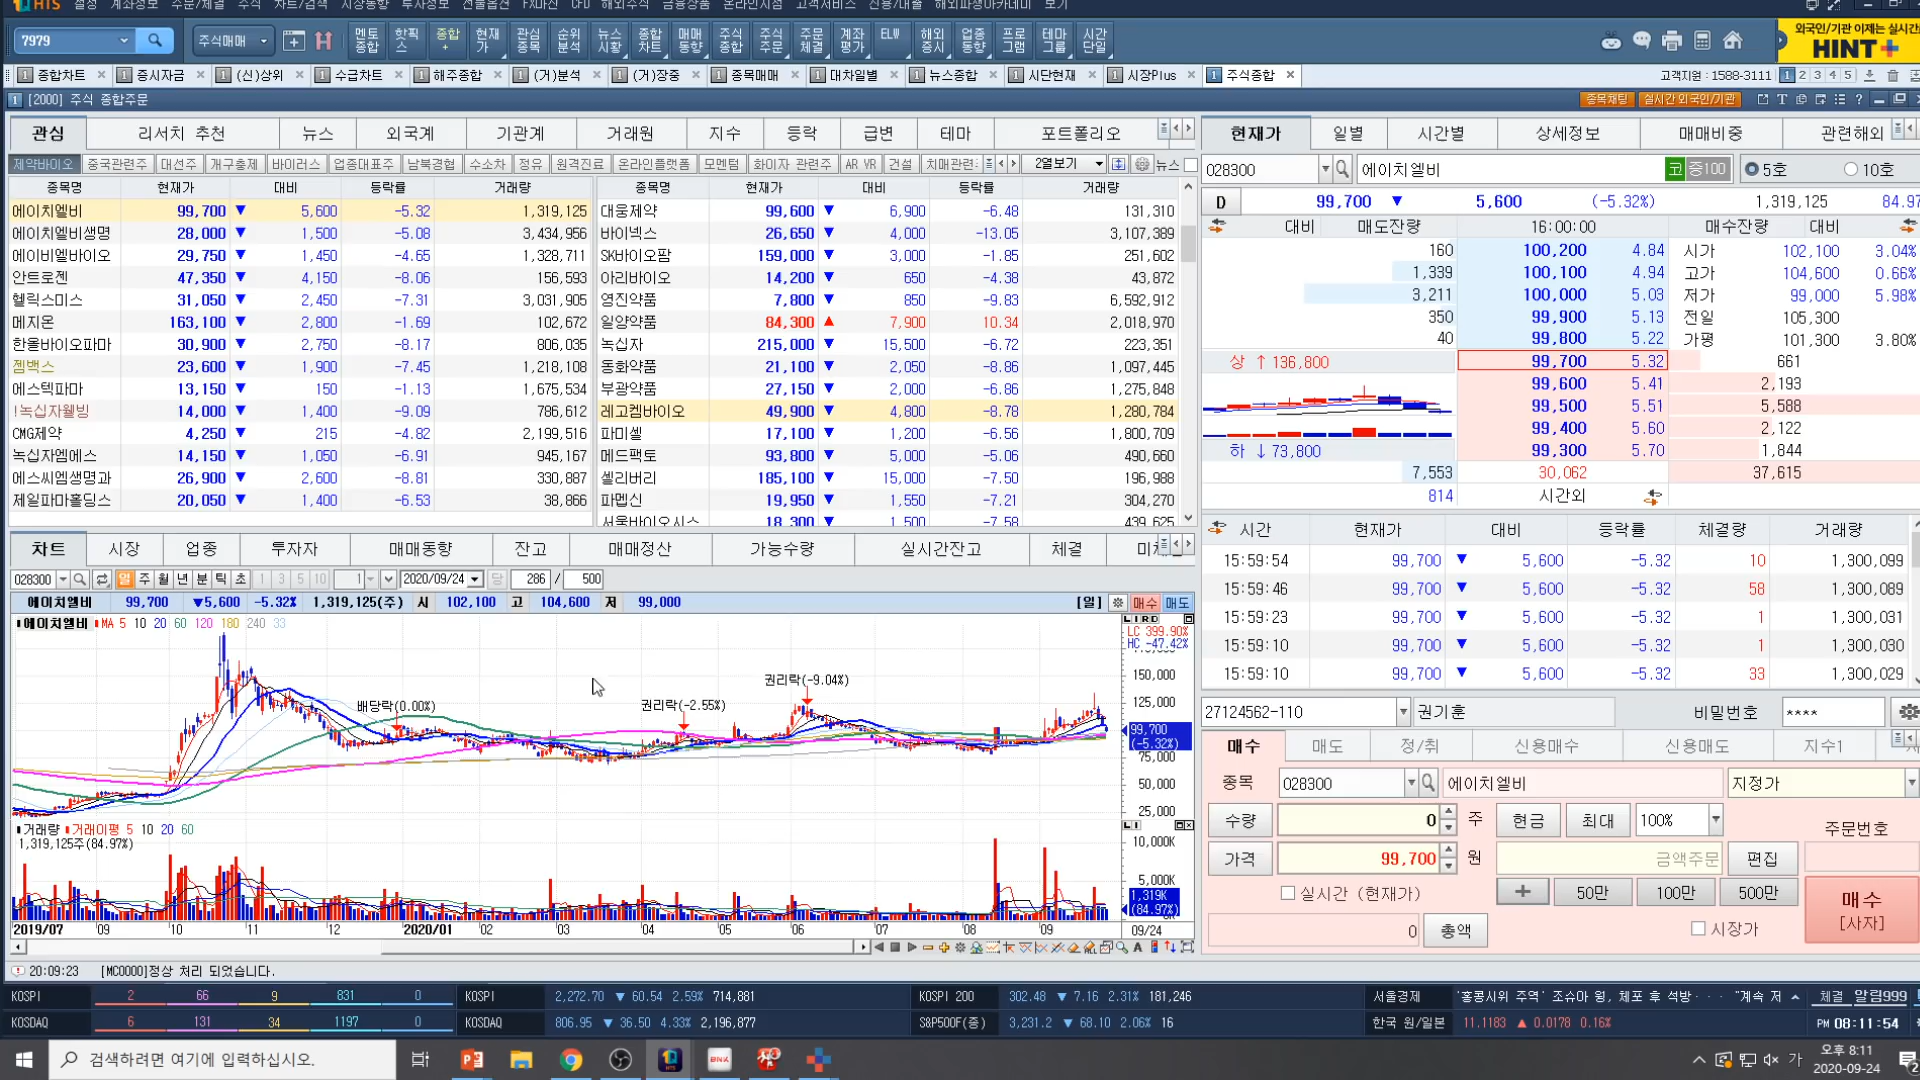 HTS 설정 계좌정보 주문/체결 주식 차트/검색 시장동향 투자정보 선물옵션 FX마진 CFD 해외주식 금융상품 온라인지점 고객서비스 신용/대출 해외파생아카데미 보기
7979 주식매매 멘토종합 핫픽스 종합+ 현재가 관심종목 순위분석 뉴스시황 종합차트 매매동향 주식종합 주식주문 주문체결 계좌평가 ELW 해외증시 업종동향 프로그램 테마그룹 시간단일
외국인/기관 이제는 실시간
HINT+
1 종합차트 1 증시자금 1 (신)상위 1 수급차트 1 해주종합 1 (거)분석 1 (거)장중 1 종목매매 1 대차일별 1 뉴스종합 1 시단현재 1 시장Plus 1 주식종합 고객지원 : 1588-3111 1 2 3 4 5
1 [2000] 주식 종합주문 종목채팅 실시간 외국인/기관
관심 리서치 추천 뉴스 외국계 기관계 거래원 지수 등락 급변 테마 포트폴리오
제약바이오 중국관련주 대선주 개구충제 바이러스 업종대표주 남북경협 수소차 정유 원격진료 온라인플랫폼 모멘텀 화이자 관련주 AR VR 건설 치매관련 2열보기 뉴스
종목명 현재가 대비 등락률 거래량 종목명 현재가 대비 등락률 거래량
에이치엘비 99,700 ▼ 5,600 -5.32 1,319,125 대웅제약 99,600 ▼ 6,900 -6.48 131,310
에이치엘비생명 28,000 ▼ 1,500 -5.08 3,434,956 바이넥스 26,650 ▼ 4,000 -13.05 3,107,389
에이비엘바이오 29,750 ▼ 1,450 -4.65 1,328,711 SK바이오팜 159,000 ▼ 3,000 -1.85 251,602
안트로젠 47,350 ▼ 4,150 -8.06 156,593 아리바이오 14,200 ▼ 650 -4.38 43,872
헬릭스미스 31,050 ▼ 2,450 -7.31 3,031,905 영진약품 7,800 ▼ 850 -9.83 6,592,912
메지온 163,100 ▼ 2,800 -1.69 102,672 일양약품 84,300 ▲ 7,900 10.34 2,018,970
한올바이오파마 30,900 ▼ 2,750 -8.17 806,035 녹십자 215,000 ▼ 15,500 -6.72 223,351
젬백스 23,600 ▼ 1,900 -7.45 1,218,108 동화약품 21,100 ▼ 2,050 -8.86 1,097,445
에스텍파마 13,150 ▼ 150 -1.13 1,675,534 부광약품 27,150 ▼ 2,000 -6.86 1,275,848
!녹십자웰빙 14,000 ▼ 1,400 -9.09 786,612 레고켐바이오 49,900 ▼ 4,800 -8.78 1,280,784
CMG제약 4,250 ▼ 215 -4.82 2,199,516 파미셀 17,100 ▼ 1,200 -6.56 1,800,709
녹십자엠에스 14,150 ▼ 1,050 -6.91 945,167 메드팩토 93,800 ▼ 5,000 -5.06 490,660
에스씨엠생명과 26,900 ▼ 2,600 -8.81 330,887 셀리버리 185,100 ▼ 15,000 -7.50 196,988
제일파마홀딩스 20,050 ▼ 1,400 -6.53 38,866 파멥신 19,950 ▼ 1,550 -7.21 304,270
서울바이오시스 18,300 ▼ 1,500 -7.58 439,625
현재가 일별 시간별 상세정보 매매비중 관련해외
028300 에이치엘비 코 증100 5호 10호
D 99,700 ▼ 5,600 (-5.32%) 1,319,125 84.97
대비 매도잔량 16:00:00 매수잔량 대비
160 100,200 4.84 시가 102,100 3.04%
1,339 100,100 4.94 고가 104,600 0.66%
3,211 100,000 5.03 저가 99,000 5.98%
350 99,900 5.13 전일 105,300
40 99,800 5.22 가평 101,300 3.80%
상 ↑ 136,800 99,700 5.32 661
99,600 5.41 2,193
99,500 5.51 5,588
99,400 5.60 2,122
하 ↓ 73,800 99,300 5.70 1,844
7,553 30,062 37,615
814 시간외
시간 현재가 대비 등락률 체결량 거래량
15:59:54 99,700 ▼ 5,600 -5.32 10 1,300,099
15:59:46 99,700 ▼ 5,600 -5.32 58 1,300,089
15:59:23 99,700 ▼ 5,600 -5.32 1 1,300,031
15:59:10 99,700 ▼ 5,600 -5.32 1 1,300,030
15:59:10 99,700 ▼ 5,600 -5.32 33 1,300,029
차트 시장 업종 투자자 매매동향 잔고 매매정산 가능수량 실시간잔고 체결
028300 일 주 월 년 분 틱 초 1 3 5 10 1 2020/09/24 당 286 / 500
에이치엘비 99,700 ▼5,600 -5.32% 1,319,125(주) 시 102,100 고 104,600 저 99,000 [일] 매수 매도
에이치엘비 MA 5 10 20 60 120 180 240 33
LC 399.90%
HC -47.42%
배당락(0.00%)
권리락(-2.55%)
권리락(-9.04%)
150,000
125,000
99,700
(-5.32%)
75,000
50,000
25,000
거래량 거래이평 5 10 20 60
1,319,125주(84.97%)
10,000K
5,000K
1,319K
(84.97%)
2019/07 09 10 11 12 2020/01 02 03 04 05 06 07 08 09 09/24
27124562-110 권기훈 비밀번호 ****
매수 매도 정/취 신용매수 신용매도 지수1
종목 028300 에이치엘비 지정가
수량 0 주 현금 최대 100% 주문번호
가격 99,700 원 금액주문 편집
실시간 (현재가) + 50만 100만 500만
매수
[사자]
0 총액 시장가
20:09:23 [MC0000]정상 처리 되었습니다.
KOSPI 2 66 9 831 0 KOSPI 2,272.70 ▼ 60.54 2.59% 714,881 KOSPI 200 302.48 ▼ 7.16 2.31% 181,246 서울경제 '홍콩시위 주역' 조슈아 웡, 체포 후 석방··· "계속 저 체결 알림999
KOSDAQ 6 131 34 1197 0 KOSDAQ 806.95 ▼ 36.50 4.33% 2,196,877 S&P500F(종) 3,231.2 ▼ 68.10 2.06% 16 한국 원/일본 11.1183 ▲ 0.0178 0.16% PM 08:11:54
검색하려면 여기에 입력하십시오. 가 오후 8:11
2020-09-24